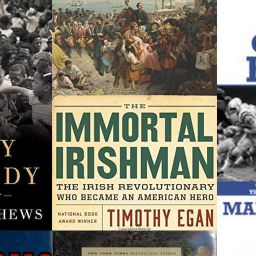 Y
DY
HEWS
THE
IMMORTAL
IRISHMAN
THE IRISH REVOLUTIONARY
WHO BECAME AN AMERICAN HERO
NATIONAL BOOK
AWARD WINNER
TIMOTHY EGAN
MA